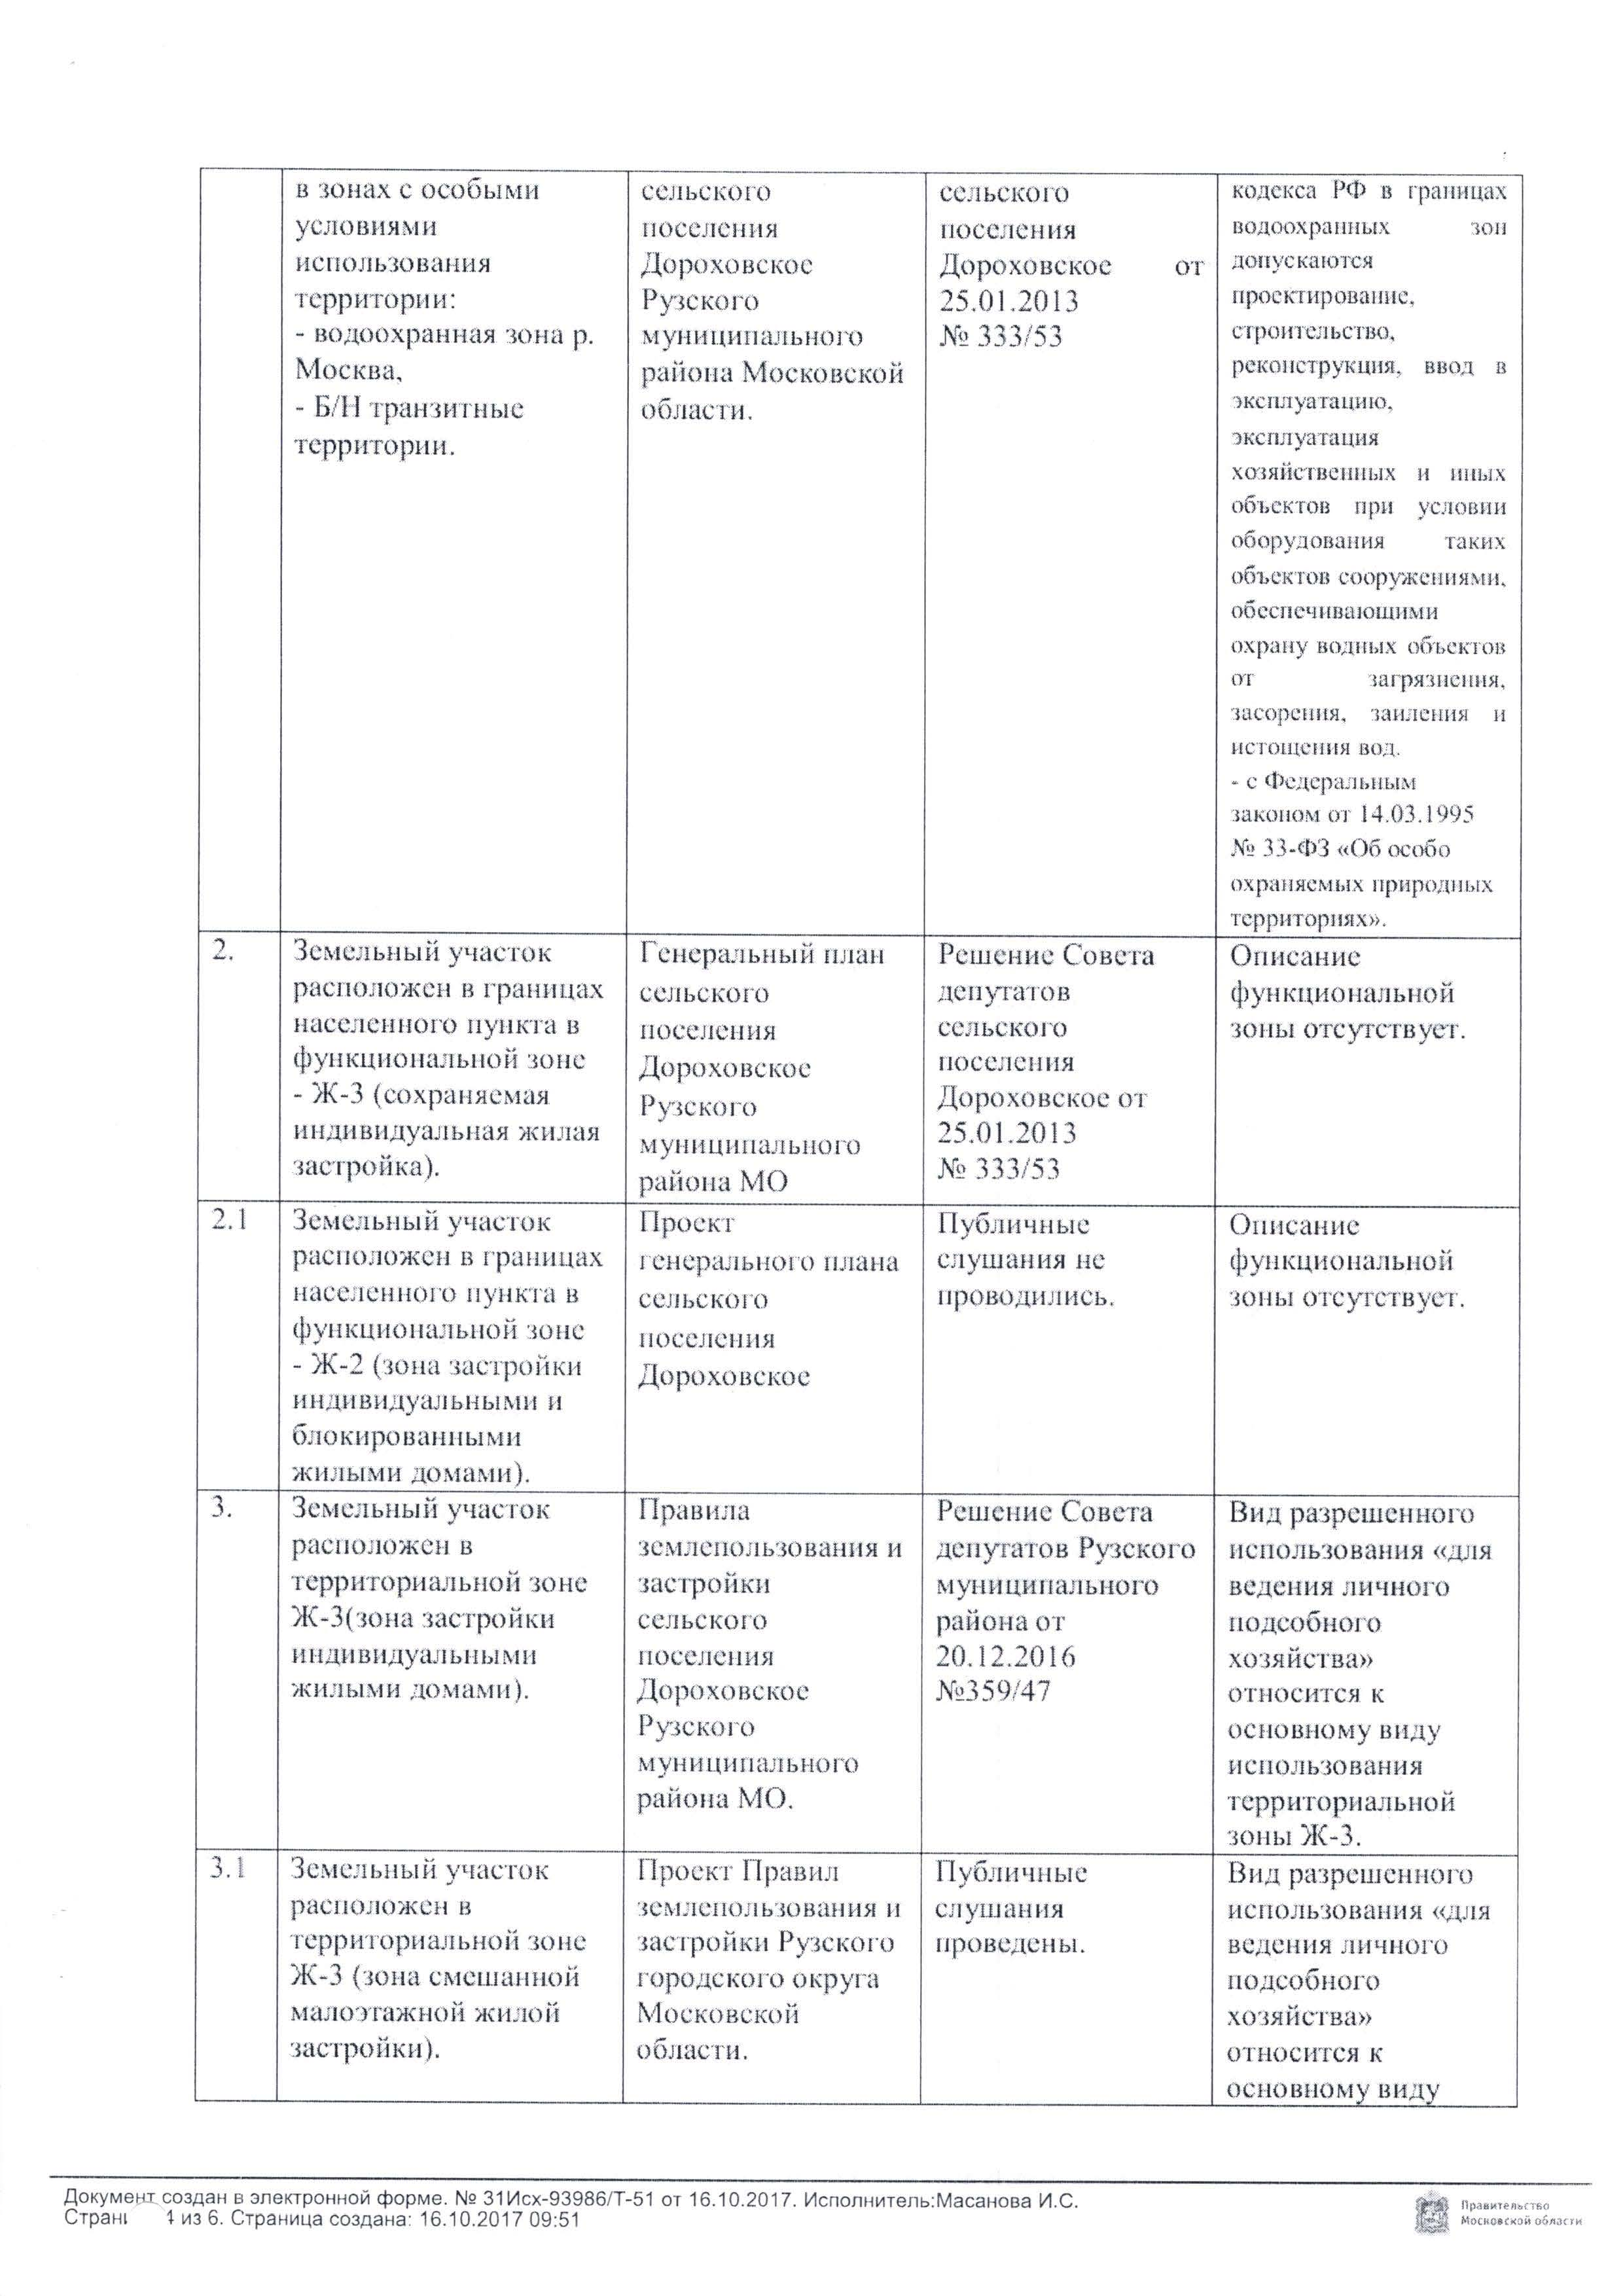 в зонах с особыми
условиями
использования
территории:
- водоохранная зона р.
Москва,
- Б/Н транзитные
территории.
сельского
поселения
Дороховское
Рузского
муниципального
района Московской
области.
сельского
поселения
Дороховское от
25.01.2013
№ 333/53
кодекса РФ в границах
водоохранных зон
допускаются
проектирование,
строительство,
реконструкция, ввод в
эксплуатацию,
эксплуатация
хозяйственных и иных
объектов при условии
оборудования таких
объектов сооружениями,
обеспечивающими
охрану водных объектов
от загрязнения,
засорения, заиления и
истощения вод.
- с Федеральным
законом от 14.03.1995
№ 33-ФЗ «Об особо
охраняемых природных
территориях».
2.
Земельный участок
расположен в границах
населенного пункта в
функциональной зоне
- Ж-3 (сохраняемая
индивидуальная жилая
застройка).
Генеральный план
сельского
поселения
Дороховское
Рузского
муниципального
района МО
Решение Совета
депутатов
сельского
поселения
Дороховское от
25.01.2013
№ 333/53
Описание
функциональной
зоны отсутствует.
2.1
Земельный участок
расположен в границах
населенного пункта в
функциональной зоне
- Ж-2 (зона застройки
индивидуальными и
блокированными
жилыми домами).
Проект
генерального плана
сельского
поселения
Дороховское
Публичные
слушания не
проводились.
Описание
функциональной
зоны отсутствует.
3.
Земельный участок
расположен в
территориальной зоне
Ж-3(зона застройки
индивидуальными
жилыми домами).
Правила
землепользования и
застройки
сельского
поселения
Дороховское
Рузского
муниципального
района МО.
Решение Совета
депутатов Рузского
муниципального
района от
20.12.2016
№359/47
Вид разрешенного
использования «для
ведения личного
подсобного
хозяйства»
относится к
основному виду
использования
территориальной
зоны Ж-3.
3.1
Земельный участок
расположен в
территориальной зоне
Ж-3 (зона смешанной
малоэтажной жилой
застройки).
Проект Правил
землепользования и
застройки Рузского
городского округа
Московской
области.
Публичные
слушания
проведены.
Вид разрешенного
использования «для
ведения личного
подсобного
хозяйства»
относится к
основному виду
Документ создан в электронной форме. № 31Исх-93986/Т-51 от 16.10.2017. Исполнитель:Масанова И.С.
4 из 6. Страница создана: 16.10.2017 09:51
Правительство
Московской области